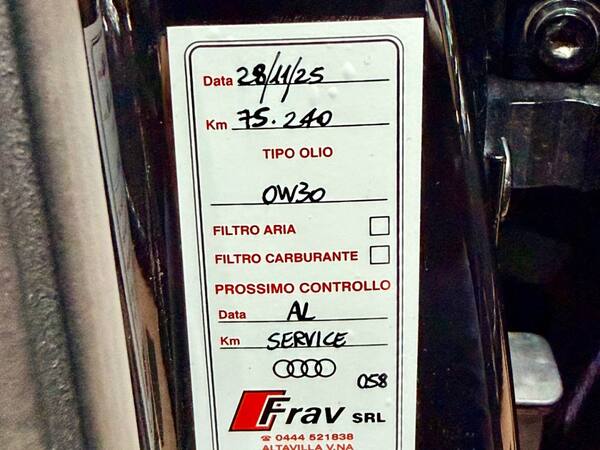 Data 28/11/25
Km 75.240
TIPO OLIO
0W30
FILTRO ARIA
FILTRO CARBURANTE
PROSSIMO CONTROLLO
Data AL
Km SERVICE
058
Frav SRL
☎ 0444 521838
ALTAVILLA V.NA